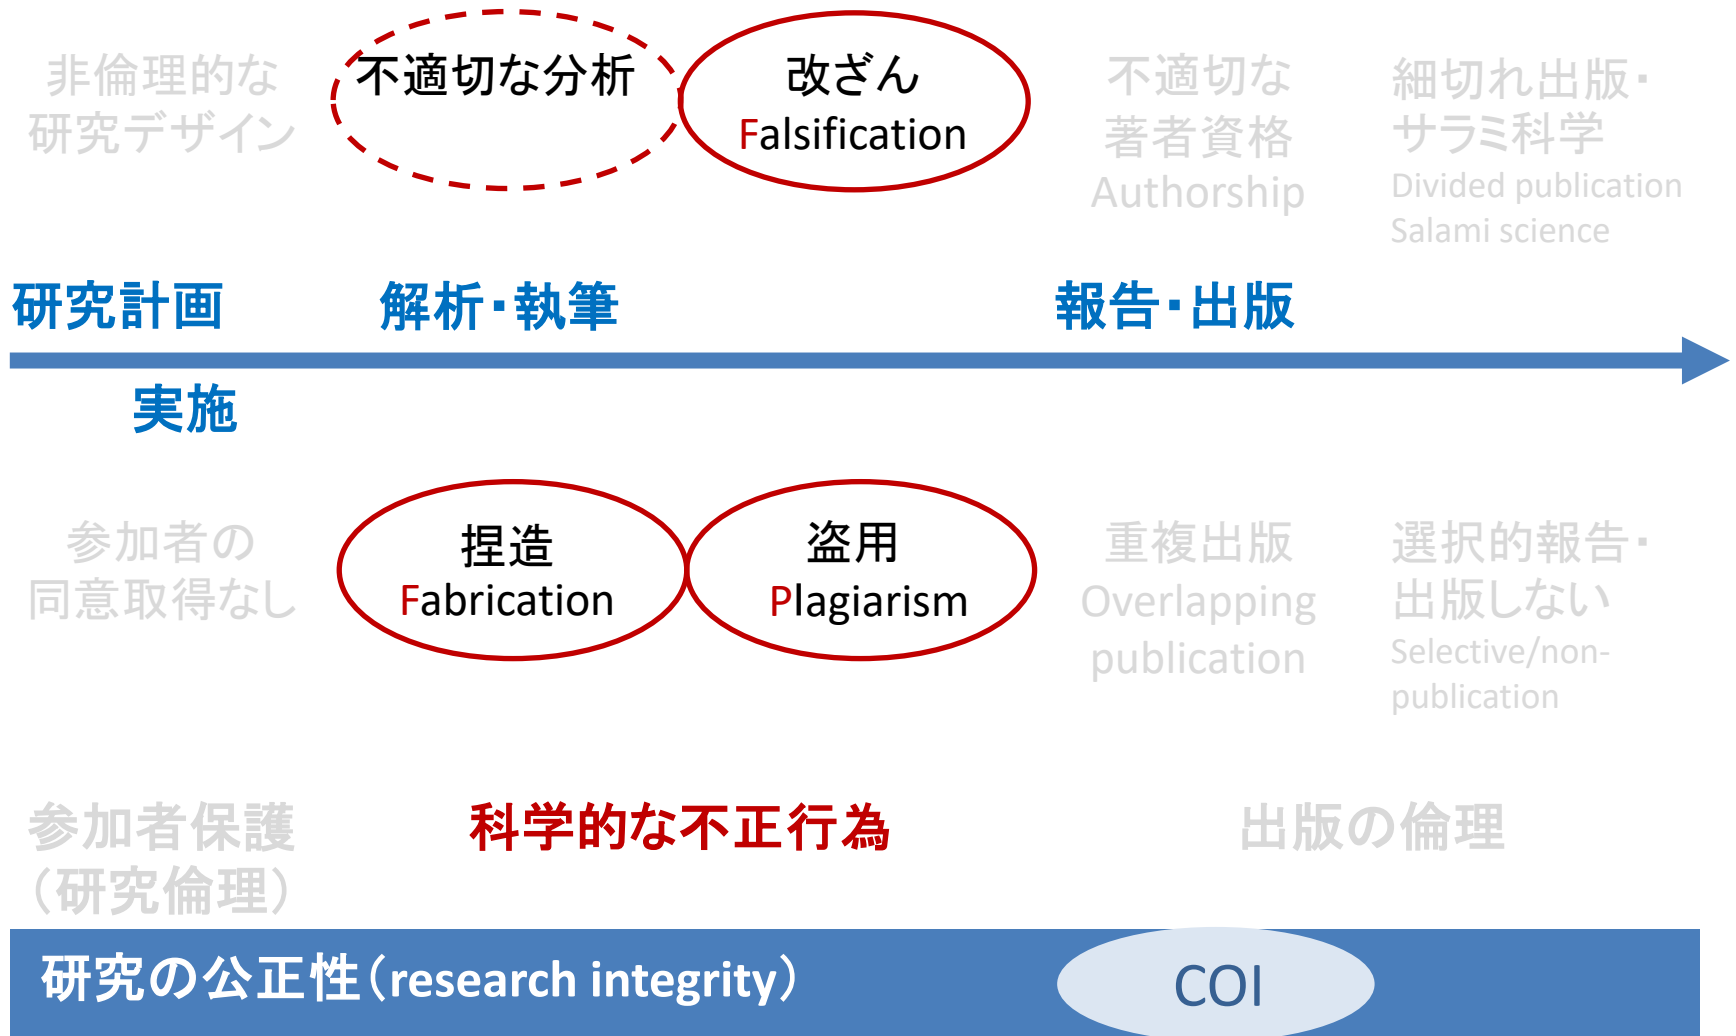 非倫理的な
研究デザイン
不適切な分析
改ざん
Falsification
不適切な
著者資格
Authorship
細切れ出版・
サラミ科学
Divided publication
Salami science
研究計画
解析・執筆
報告・出版
実施
参加者の
同意取得なし
捏造
Fabrication
盗用
Plagiarism
重複出版
Overlapping
publication
選択的報告・
出版しない
Selective/non-
publication
参加者保護
（研究倫理）
科学的な不正行為
出版の倫理
研究の公正性（research integrity）
COI